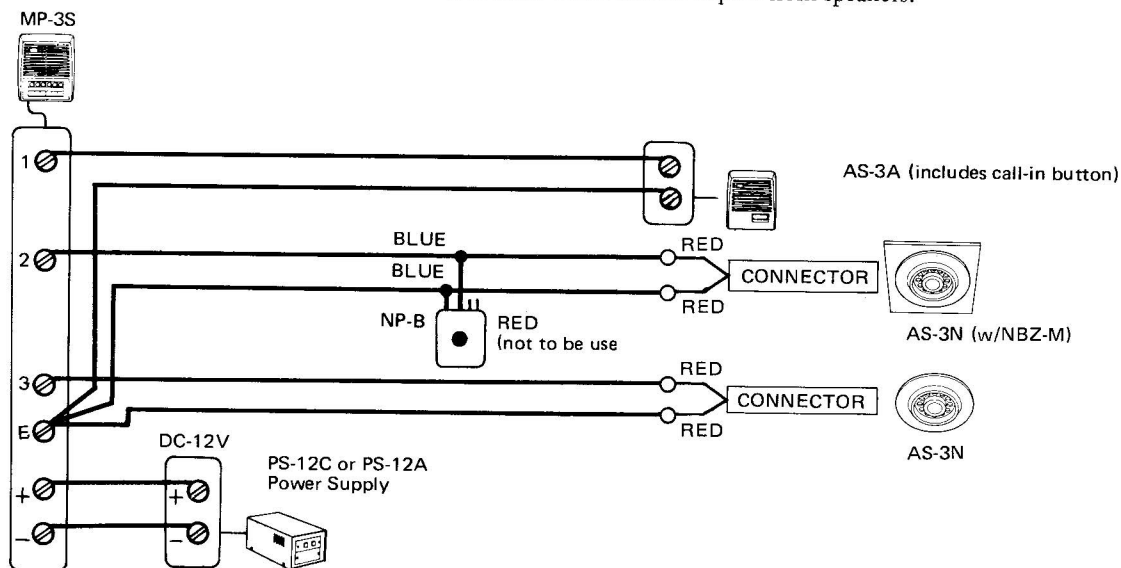 speakers.
MP-3S
1
AS-3A (includes call-in button)
BLUE
RED
2
BLUE
CONNECTOR
RED
NP-B
RED
(not to be use
AS-3N (w/NBZ-M)
RED
3
CONNECTOR
E
RED
DC-12V
AS-3N
PS-12C or PS-12A
Power Supply
+
+
−
−